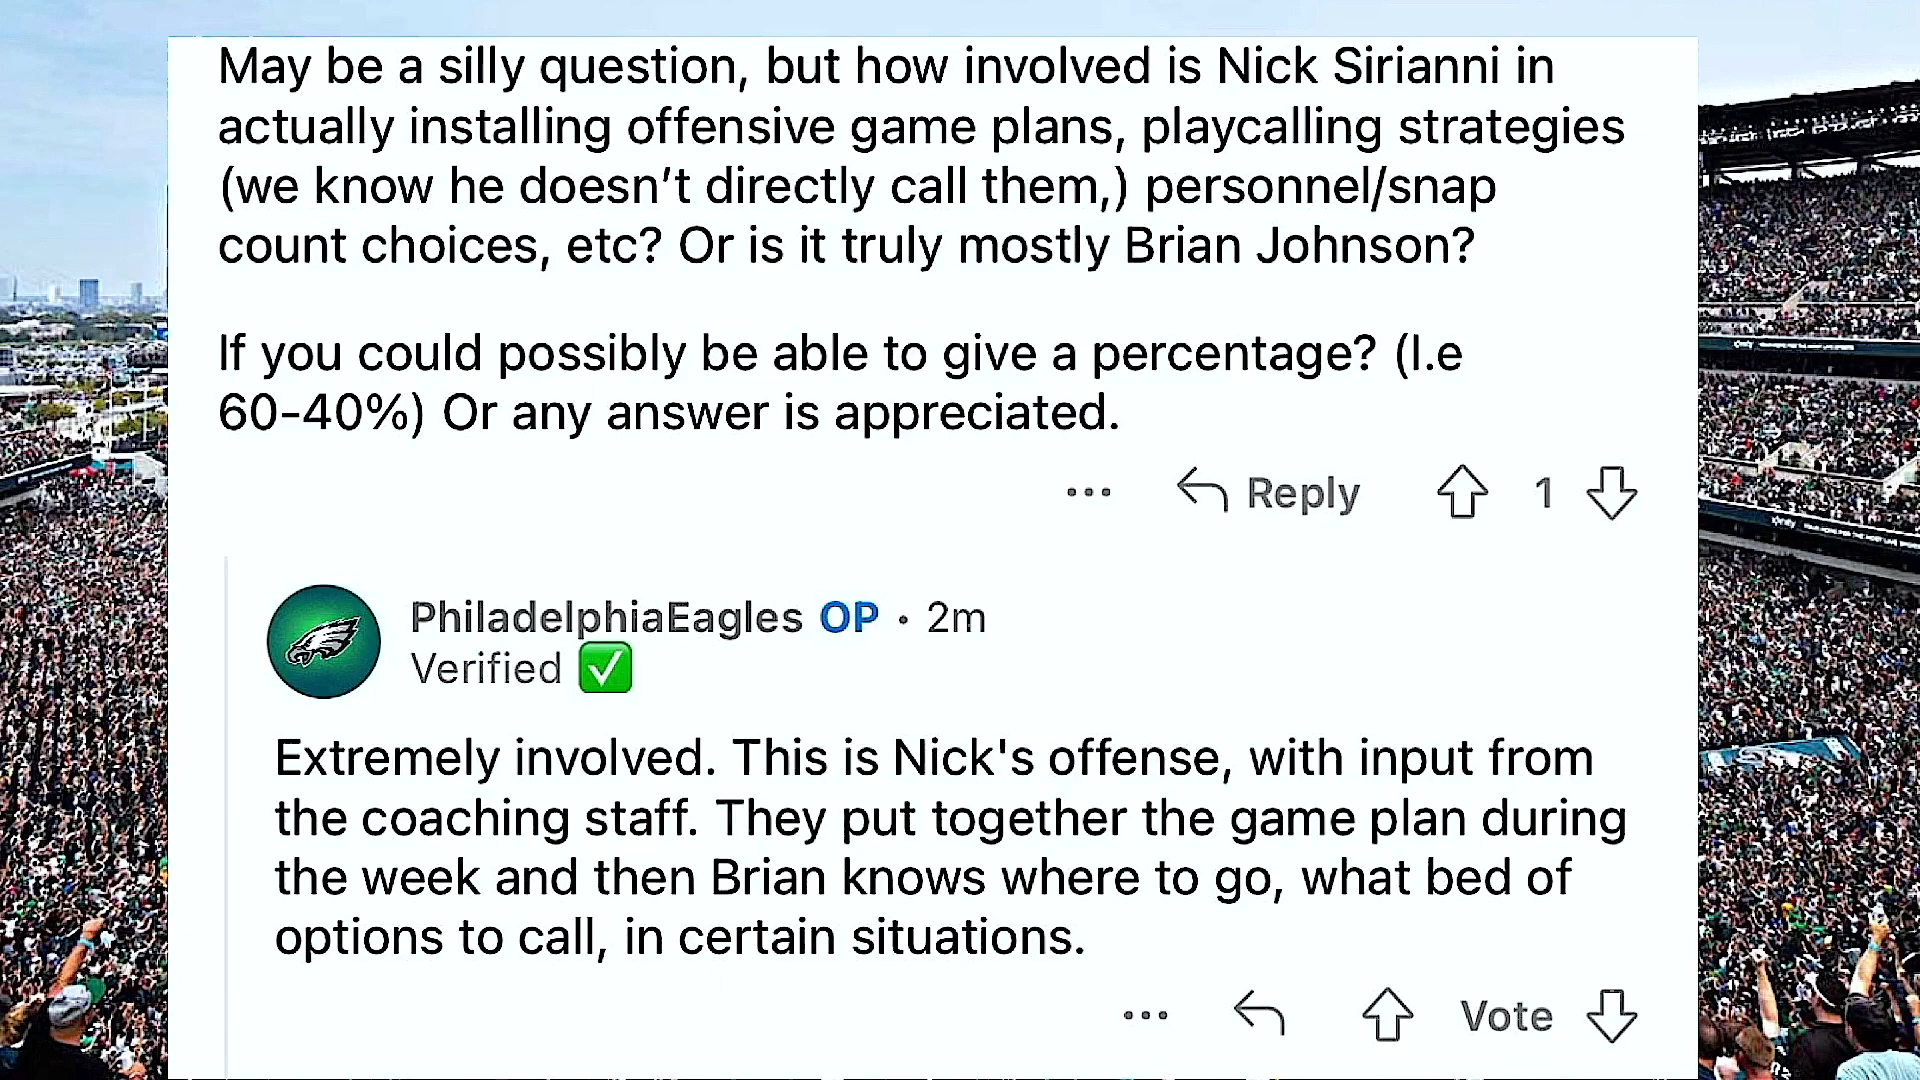 May be a silly question, but how involved is Nick Sirianni in
actually installing offensive game plans, playcalling strategies
(we know he doesn’t directly call them,) personnel/snap
count choices, etc? Or is it truly mostly Brian Johnson?
If you could possibly be able to give a percentage? (I.e
60-40%) Or any answer is appreciated.
Reply 1
PhiladelphiaEagles OP · 2m
Verified ✅
Extremely involved. This is Nick's offense, with input from
the coaching staff. They put together the game plan during
the week and then Brian knows where to go, what bed of
options to call, in certain situations.
Vote